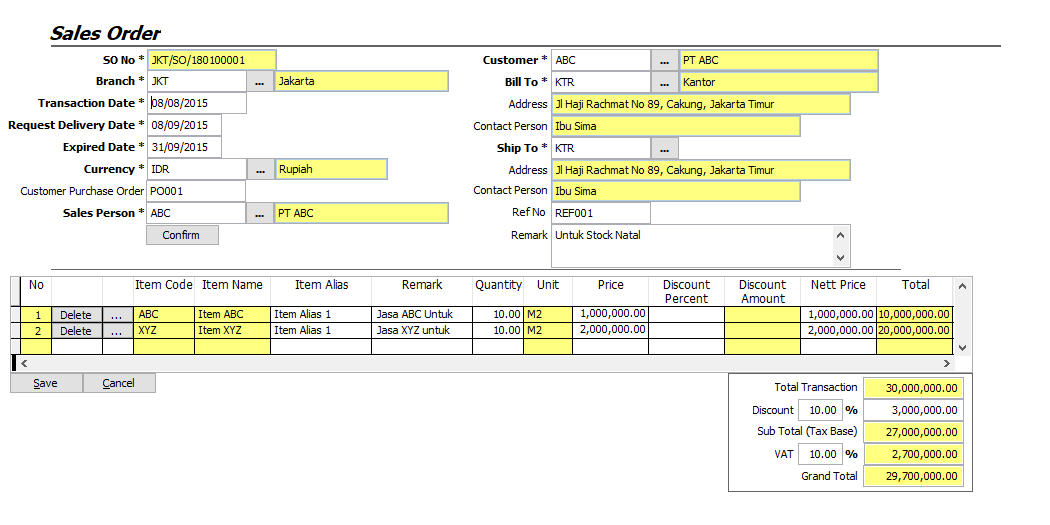 Sales Order
SO No * JKT/SO/180100001
Branch * JKT ... Jakarta
Transaction Date * 08/08/2015
Request Delivery Date * 08/09/2015
Expired Date * 31/09/2015
Currency * IDR ... Rupiah
Customer Purchase Order PO001
Sales Person * ABC ... PT ABC
Confirm
Customer * ABC ... PT ABC
Bill To * KTR ... Kantor
Address Jl Haji Rachmat No 89, Cakung, Jakarta Timur
Contact Person Ibu Sima
Ship To * KTR ...
Address Jl Haji Rachmat No 89, Cakung, Jakarta Timur
Contact Person Ibu Sima
Ref No REF001
Remark Untuk Stock Natal
No Item Code Item Name Item Alias Remark Quantity Unit Price Discount Percent Discount Amount Nett Price Total
1 Delete ... ABC Item ABC Item Alias 1 Jasa ABC Untuk 10.00 M2 1,000,000.00 1,000,000.00 10,000,000.00
2 Delete ... XYZ Item XYZ Item Alias 1 Jasa XYZ untuk 10.00 M2 2,000,000.00 2,000,000.00 20,000,000.00
Save Cancel
Total Transaction 30,000,000.00
Discount 10.00 % 3,000,000.00
Sub Total (Tax Base) 27,000,000.00
VAT 10.00 % 2,700,000.00
Grand Total 29,700,000.00